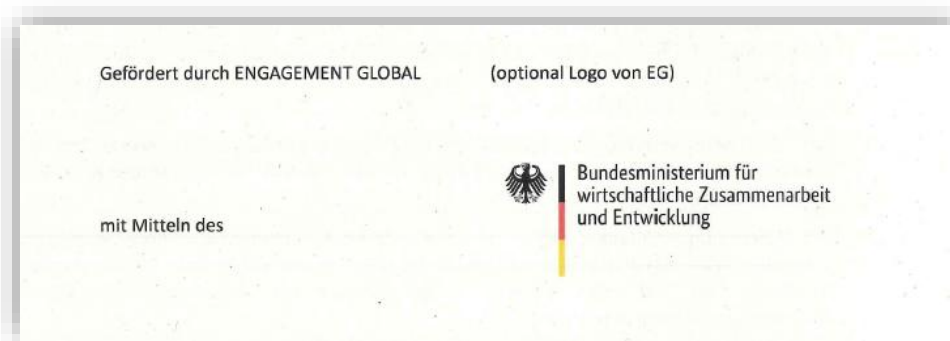 Gefördert durch ENGAGEMENT GLOBAL (optional Logo von EG)
Bundesministerium für
wirtschaftliche Zusammenarbeit
und Entwicklung
mit Mitteln des